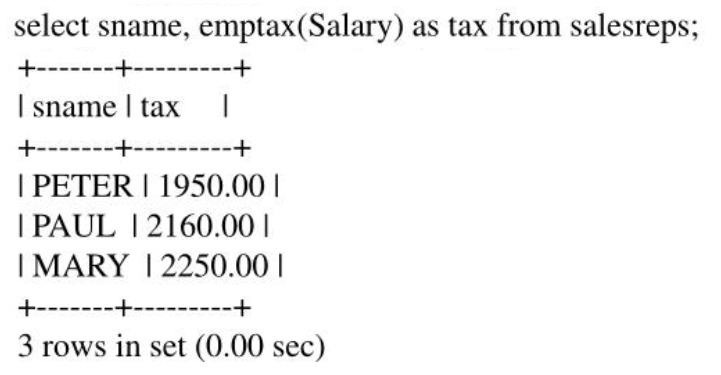 select sname, emptax(Salary) as tax from salesreps;
+-------+---------+
| sname | tax     |
+-------+---------+
| PETER | 1950.00 |
| PAUL  | 2160.00 |
| MARY  | 2250.00 |
+-------+---------+
3 rows in set (0.00 sec)